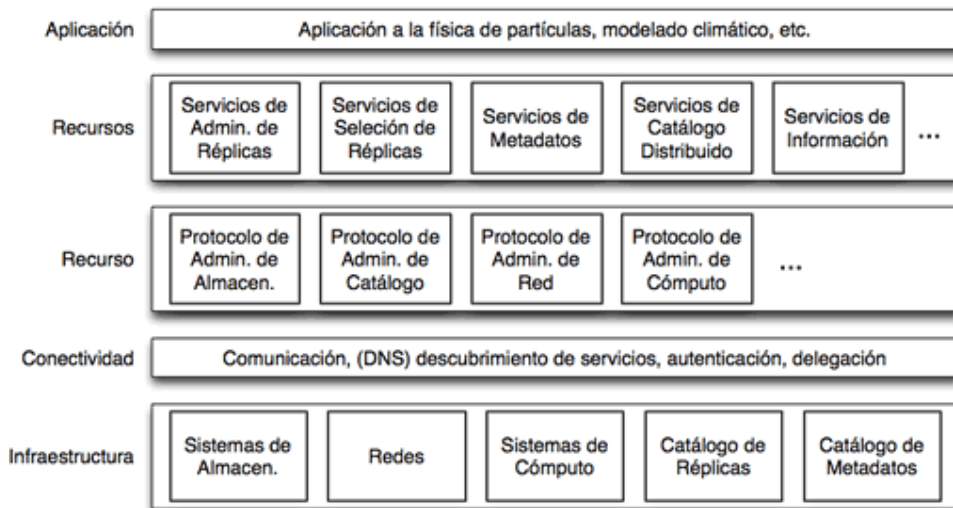 Aplicación
Aplicación a la física de partículas, modelado climático, etc.
Recursos
Servicios de
Admin. de
Réplicas
Servicios de
Seleción de
Réplicas
Servicios de
Metadatos
Servicios de
Catálogo
Distribuido
Servicios de
Información
...
Recurso
Protocolo de
Admin. de
Almacen.
Protocolo de
Admin. de
Catálogo
Protocolo de
Admin. de
Red
Protocolo de
Admin. de
Cómputo
...
Conectividad
Comunicación, (DNS) descubrimiento de servicios, autenticación, delegación
Infraestructura
Sistemas de
Almacen.
Redes
Sistemas de
Cómputo
Catálogo de
Réplicas
Catálogo de
Metadatos